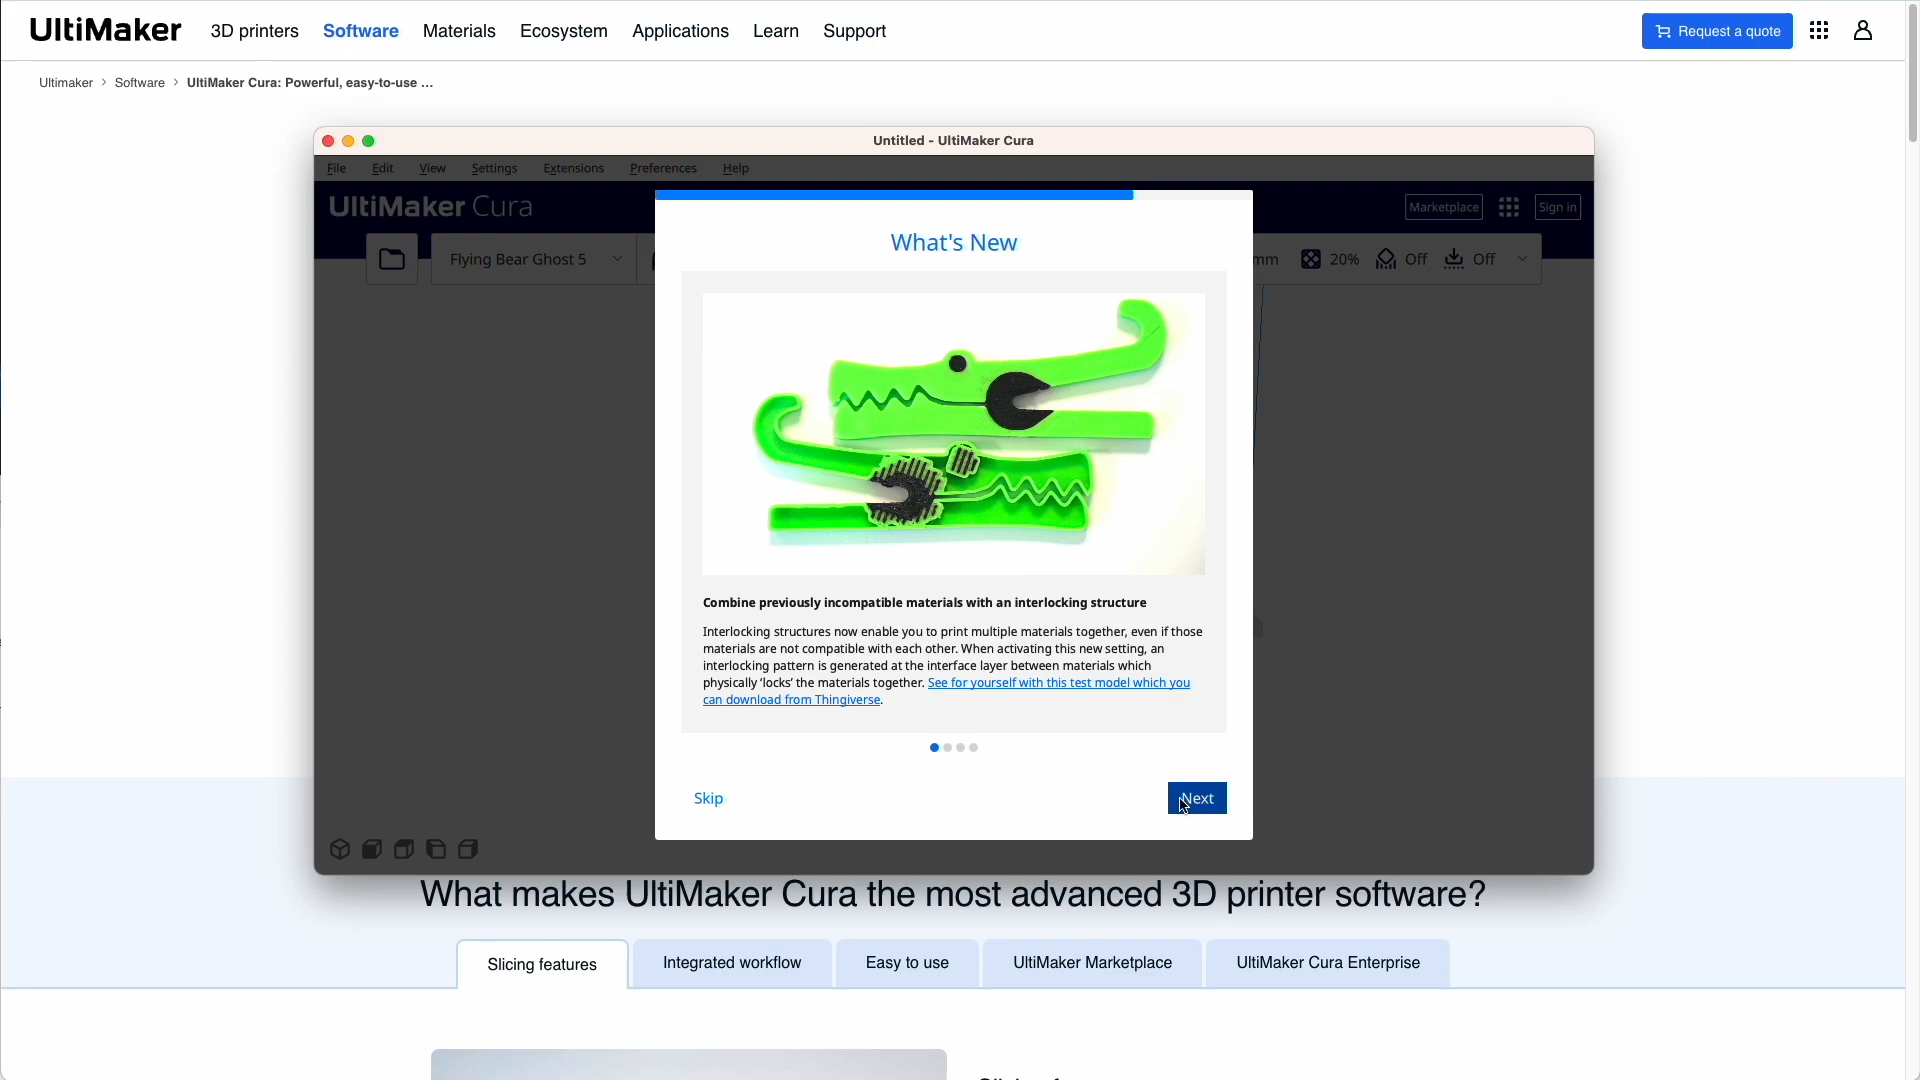 UltiMaker
3D printers
Software
Materials
Ecosystem
Applications
Learn
Support
Request a quote
Ultimaker > Software > UltiMaker Cura: Powerful, easy-to-use ...
Untitled - UltiMaker Cura
File Edit View Settings Extensions Preferences Help
UltiMaker Cura
Marketplace
Sign in
Flying Bear Ghost 5
mm
20%
Off
Off
What's New
Combine previously incompatible materials with an interlocking structure
Interlocking structures now enable you to print multiple materials together, even if those
materials are not compatible with each other. When activating this new setting, an
interlocking pattern is generated at the interface layer between materials which
physically ‘locks’ the materials together. See for yourself with this test model which you
can download from Thingiverse.
Skip
Next
What makes UltiMaker Cura the most advanced 3D printer software?
Slicing features
Integrated workflow
Easy to use
UltiMaker Marketplace
UltiMaker Cura Enterprise